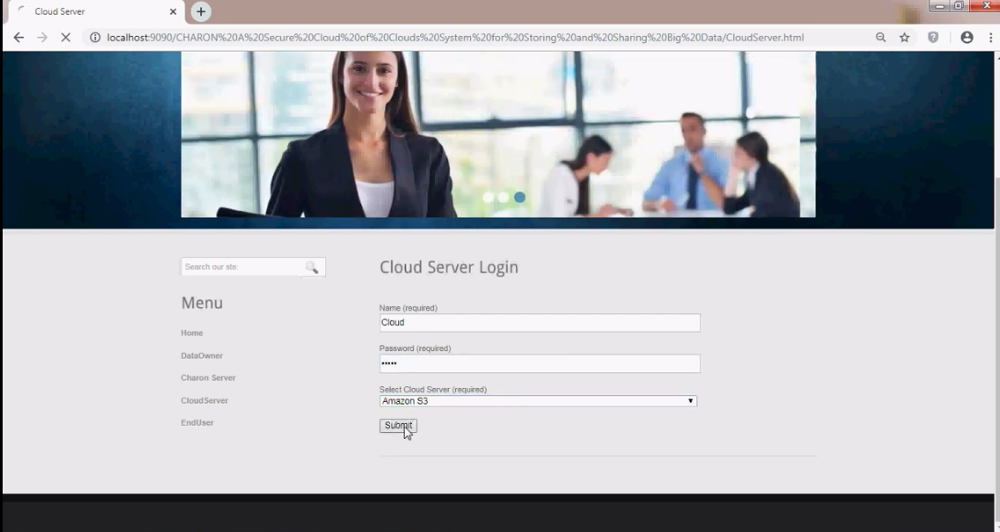 Cloud Server
localhost:9090/CHARON%20A%20Secure%20Cloud%20of%20Clouds%20System%20for%20Storing%20and%20Sharing%20Big%20Data/CloudServer.html
Search our site:
Cloud Server Login
Menu
Name (required)
Cloud
Home
Password (required)
DataOwner
•••••
Charon Server
Select Cloud Server (required)
CloudServer
Amazon S3
EndUser
Submit